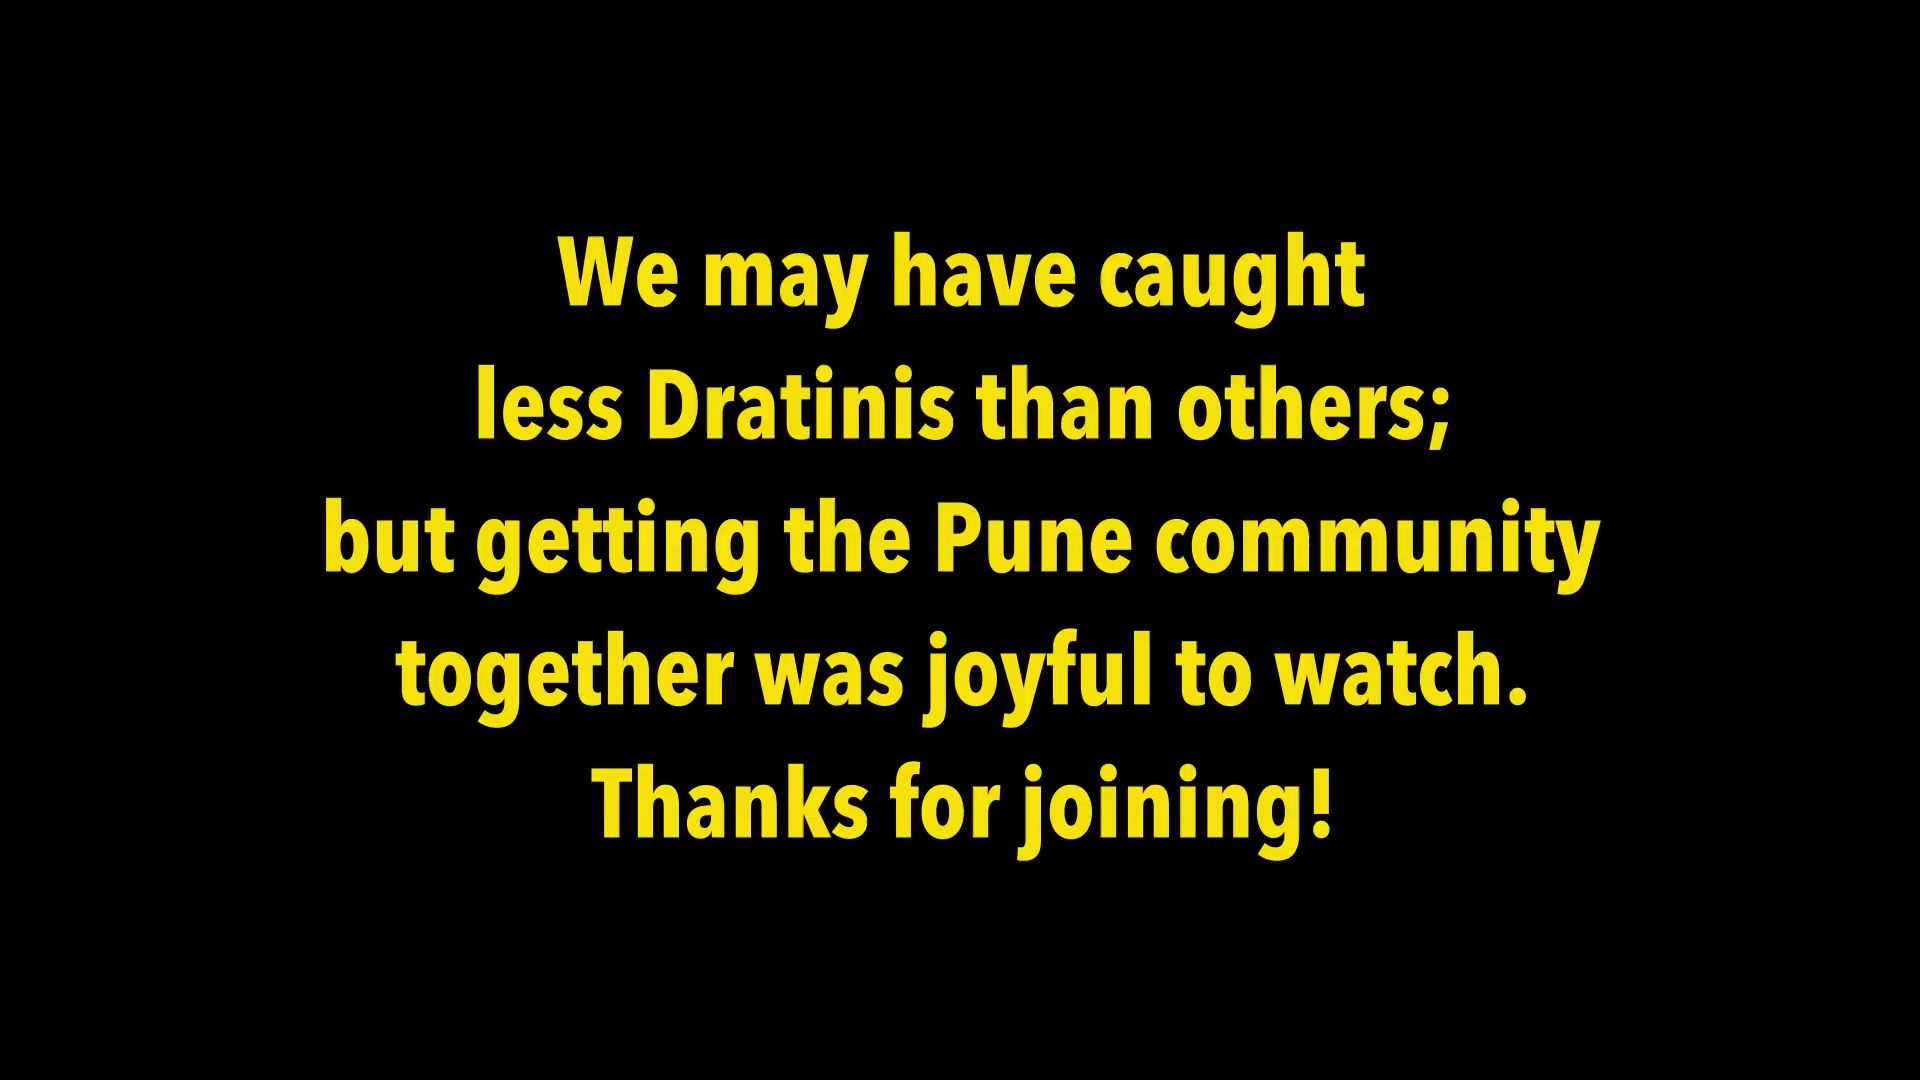 We may have caught
less Dratinis than others;
but getting the Pune community
together was joyful to watch.
Thanks for joining!